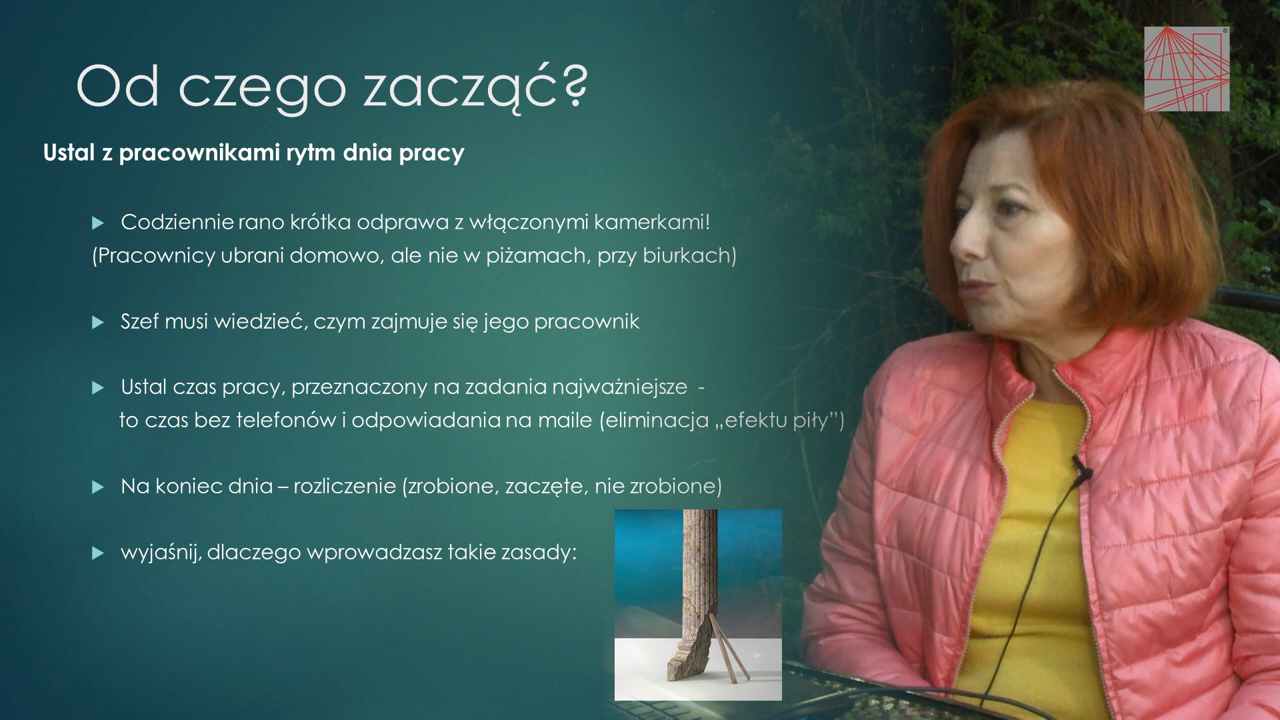 Od czego zacząć?
Ustal z pracownikami rytm dnia pracy
Codziennie rano krótka odprawa z włączonymi kamerkami!
(Pracownicy ubrani domowo, ale nie w piżamach, przy biurkach)
Szef musi wiedzieć, czym zajmuje się jego pracownik
Ustal czas pracy, przeznaczony na zadania najważniejsze -
to czas bez telefonów i odpowiadania na maile (eliminacja „efektu piły”)
Na koniec dnia – rozliczenie (zrobione, zaczęte, nie zrobione)
wyjaśnij, dlaczego wprowadzasz takie zasady: